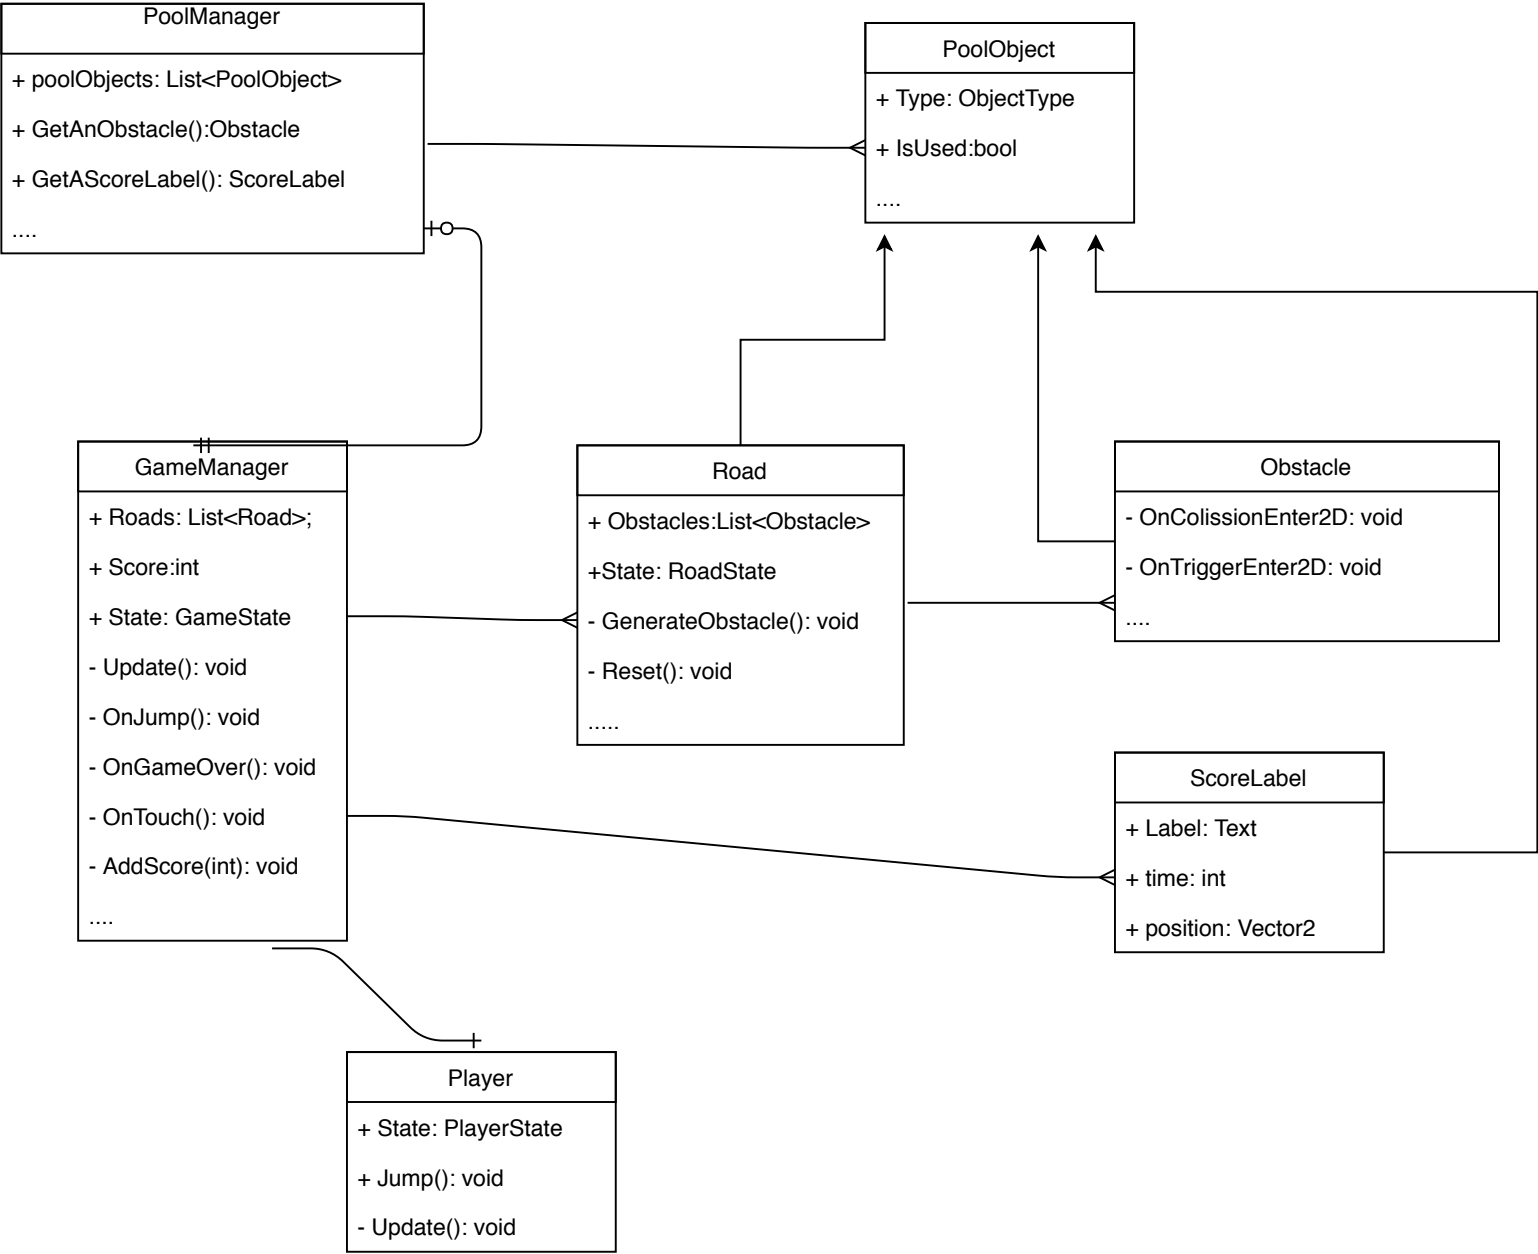 PoolManager
+ poolObjects: List<PoolObject>
+ GetAnObstacle():Obstacle
+ GetAScoreLabel(): ScoreLabel
....
PoolObject
+ Type: ObjectType
+ IsUsed:bool
....
GameManager
+ Roads: List<Road>;
+ Score:int
+ State: GameState
- Update(): void
- OnJump(): void
- OnGameOver(): void
- OnTouch(): void
- AddScore(int): void
....
Road
+ Obstacles:List<Obstacle>
+State: RoadState
- GenerateObstacle(): void
- Reset(): void
.....
Obstacle
- OnColissionEnter2D: void
- OnTriggerEnter2D: void
....
ScoreLabel
+ Label: Text
+ time: int
+ position: Vector2
Player
+ State: PlayerState
+ Jump(): void
- Update(): void